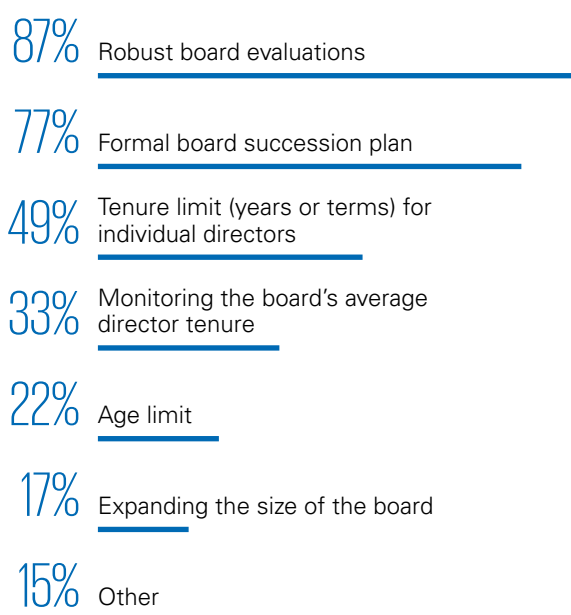 87% Robust board evaluations
77% Formal board succession plan
49% Tenure limit (years or terms) for
individual directors
33% Monitoring the board’s average
director tenure
22% Age limit
17% Expanding the size of the board
15% Other